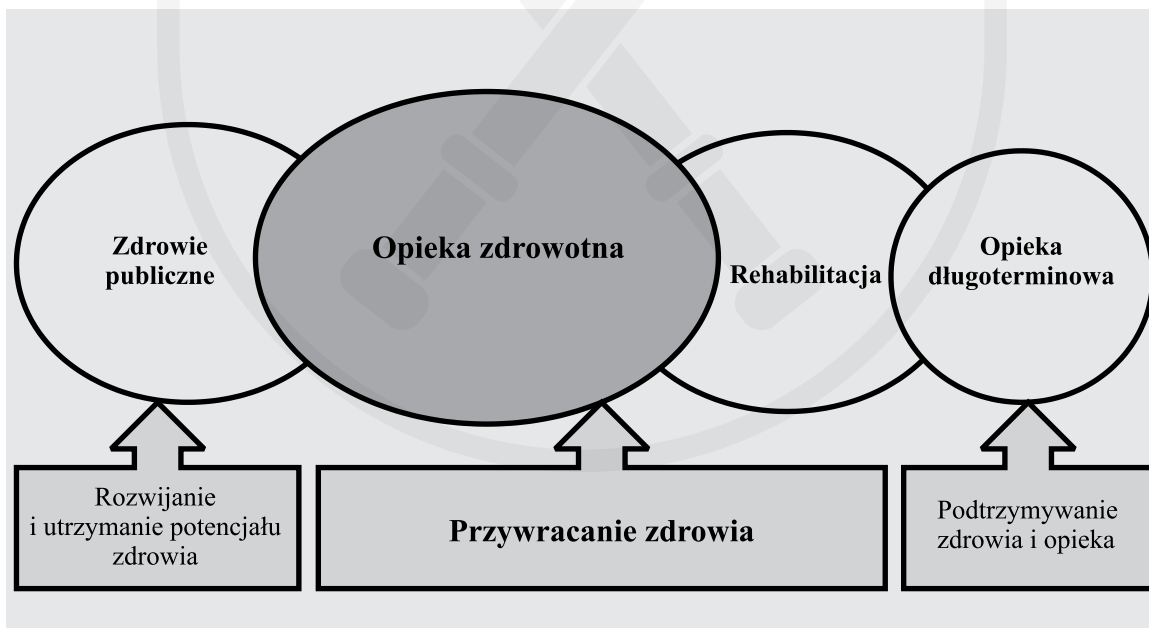 Zdrowie
publiczne
Opieka zdrowotna
Rehabilitacja
Opieka
długoterminowa
Rozwijanie
i utrzymanie potencjału
zdrowia
Przywracanie zdrowia
Podtrzymywanie
zdrowia i opieka